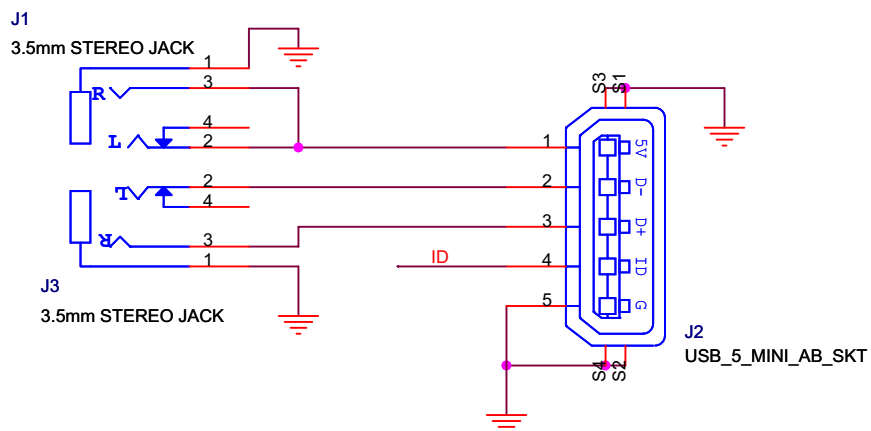 J1
3.5mm STEREO JACK
1
3
R
4
L
2
2
L
4
R
3
1
J3
3.5mm STEREO JACK
ID
S3
S1
1
5V
2
D-
3
D+
4
ID
5
G
S4
S2
J2
USB_5_MINI_AB_SKT